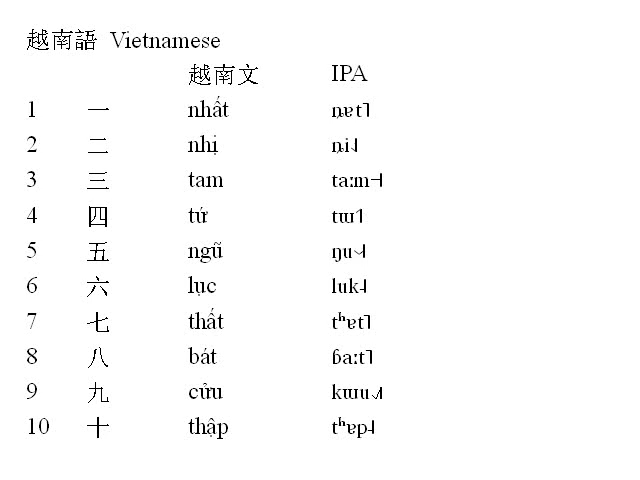 越南語 Vietnamese
越南文 IPA
1 一 nhất ȵɐt˥
2 二 nhị ȵi˨˩
3 三 tam taːm˧
4 四 tứ tɯ˦˥
5 五 ngũ ŋu˧˨˧
6 六 lục luk˨
7 七 thất tʰɐt˥
8 八 bát ɓaːt˥
9 九 cửu kɯu˨˩˦
10 十 thập tʰɐp˨